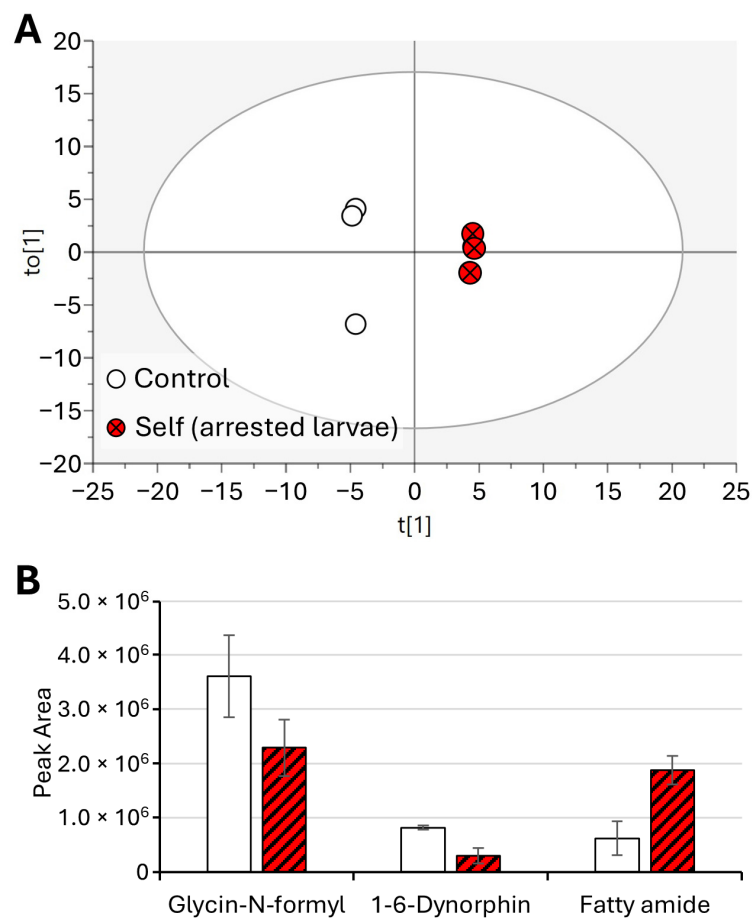 A
20
15
10
5
0
−5
−10
−15
−20
to[1]
Control
Self (arrested larvae)
−25 −20 −15 −10 −5 0 5 10 15 20 25
t[1]
B
5.0 × 10⁶
4.0 × 10⁶
3.0 × 10⁶
2.0 × 10⁶
1.0 × 10⁶
0
Peak Area
Glycin-N-formyl 1-6-Dynorphin Fatty amide